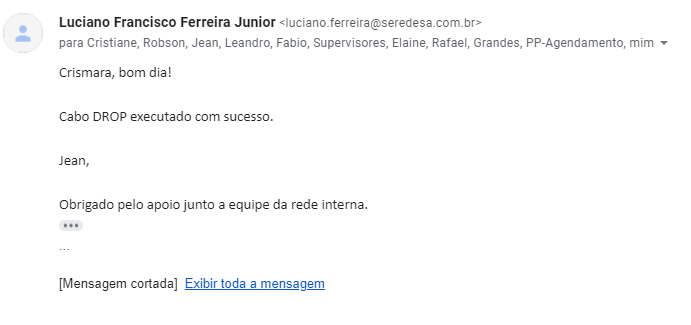 Luciano Francisco Ferreira Junior <luciano.ferreira@seredesa.com.br>
para Cristiane, Robson, Jean, Leandro, Fabio, Supervisores, Elaine, Rafael, Grandes, PP-Agendamento, mim
Crismara, bom dia!
Cabo DROP executado com sucesso.
Jean,
Obrigado pelo apoio junto a equipe da rede interna.
...
[Mensagem cortada] Exibir toda a mensagem